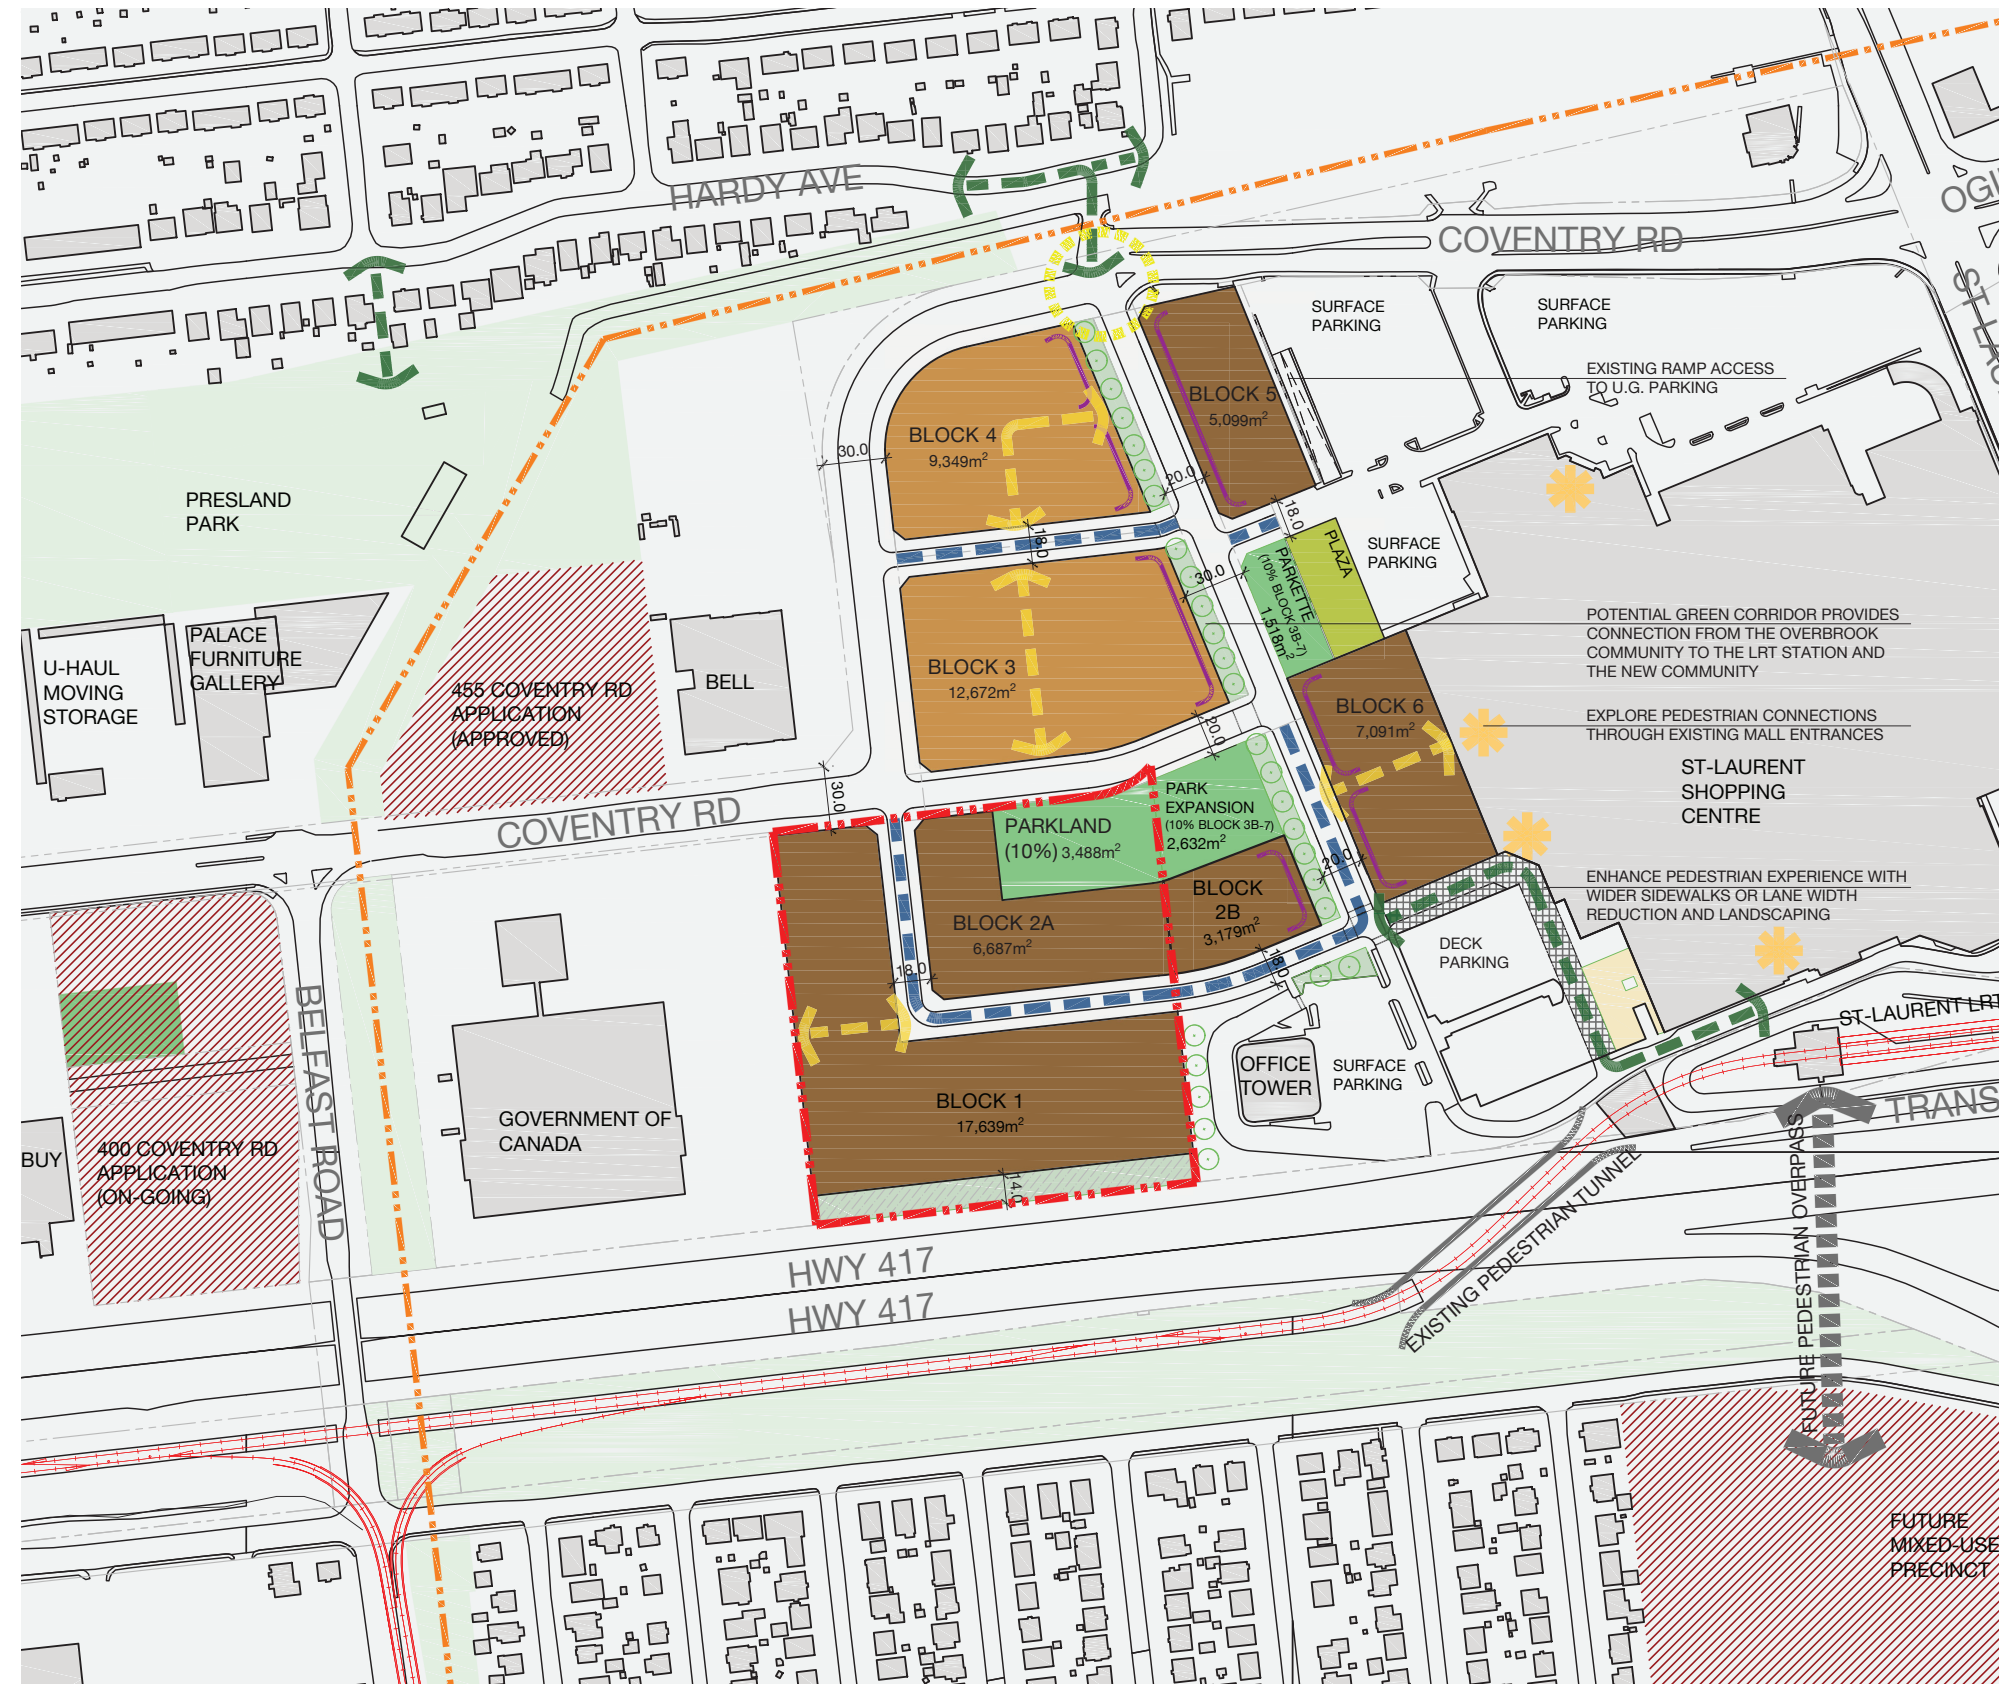 HARDY AVE
COVENTRY RD
SURFACE
PARKING
SURFACE
PARKING
EXISTING RAMP ACCESS
TO U.G. PARKING
BLOCK 5
5,099m²
BLOCK 4
9,349m²
30.0
20.0
18.0
18.0
PRESLAND
PARK
PLAZA
SURFACE
PARKING
PARKETTE
(10% BLOCK 3B-7)
1,518m²
30.0
POTENTIAL GREEN CORRIDOR PROVIDES
CONNECTION FROM THE OVERBROOK
COMMUNITY TO THE LRT STATION AND
THE NEW COMMUNITY
U-HAUL
MOVING
STORAGE
PALACE
FURNITURE
GALLERY
455 COVENTRY RD
APPLICATION
(APPROVED)
BELL
BLOCK 3
12,672m²
20.0
BLOCK 6
7,091m²
EXPLORE PEDESTRIAN CONNECTIONS
THROUGH EXISTING MALL ENTRANCES
ST-LAURENT
SHOPPING
CENTRE
COVENTRY RD
30.0
PARKLAND
(10%) 3,488m²
PARK
EXPANSION
(10% BLOCK 3B-7)
2,632m²
20.0
ENHANCE PEDESTRIAN EXPERIENCE WITH
WIDER SIDEWALKS OR LANE WIDTH
REDUCTION AND LANDSCAPING
BLOCK 2A
6,687m²
BLOCK
2B
3,179m²
18.0
18.0
DECK
PARKING
BELFAST ROAD
ST-LAURENT LRT
OFFICE
TOWER
SURFACE
PARKING
BLOCK 1
17,639m²
14.0
GOVERNMENT OF
CANADA
BUY
400 COVENTRY RD
APPLICATION
(ON-GOING)
TRANS
EXISTING PEDESTRIAN TUNNEL
FUTURE PEDESTRIAN OVERPASS
HWY 417
HWY 417
FUTURE
MIXED-USE
PRECINCT